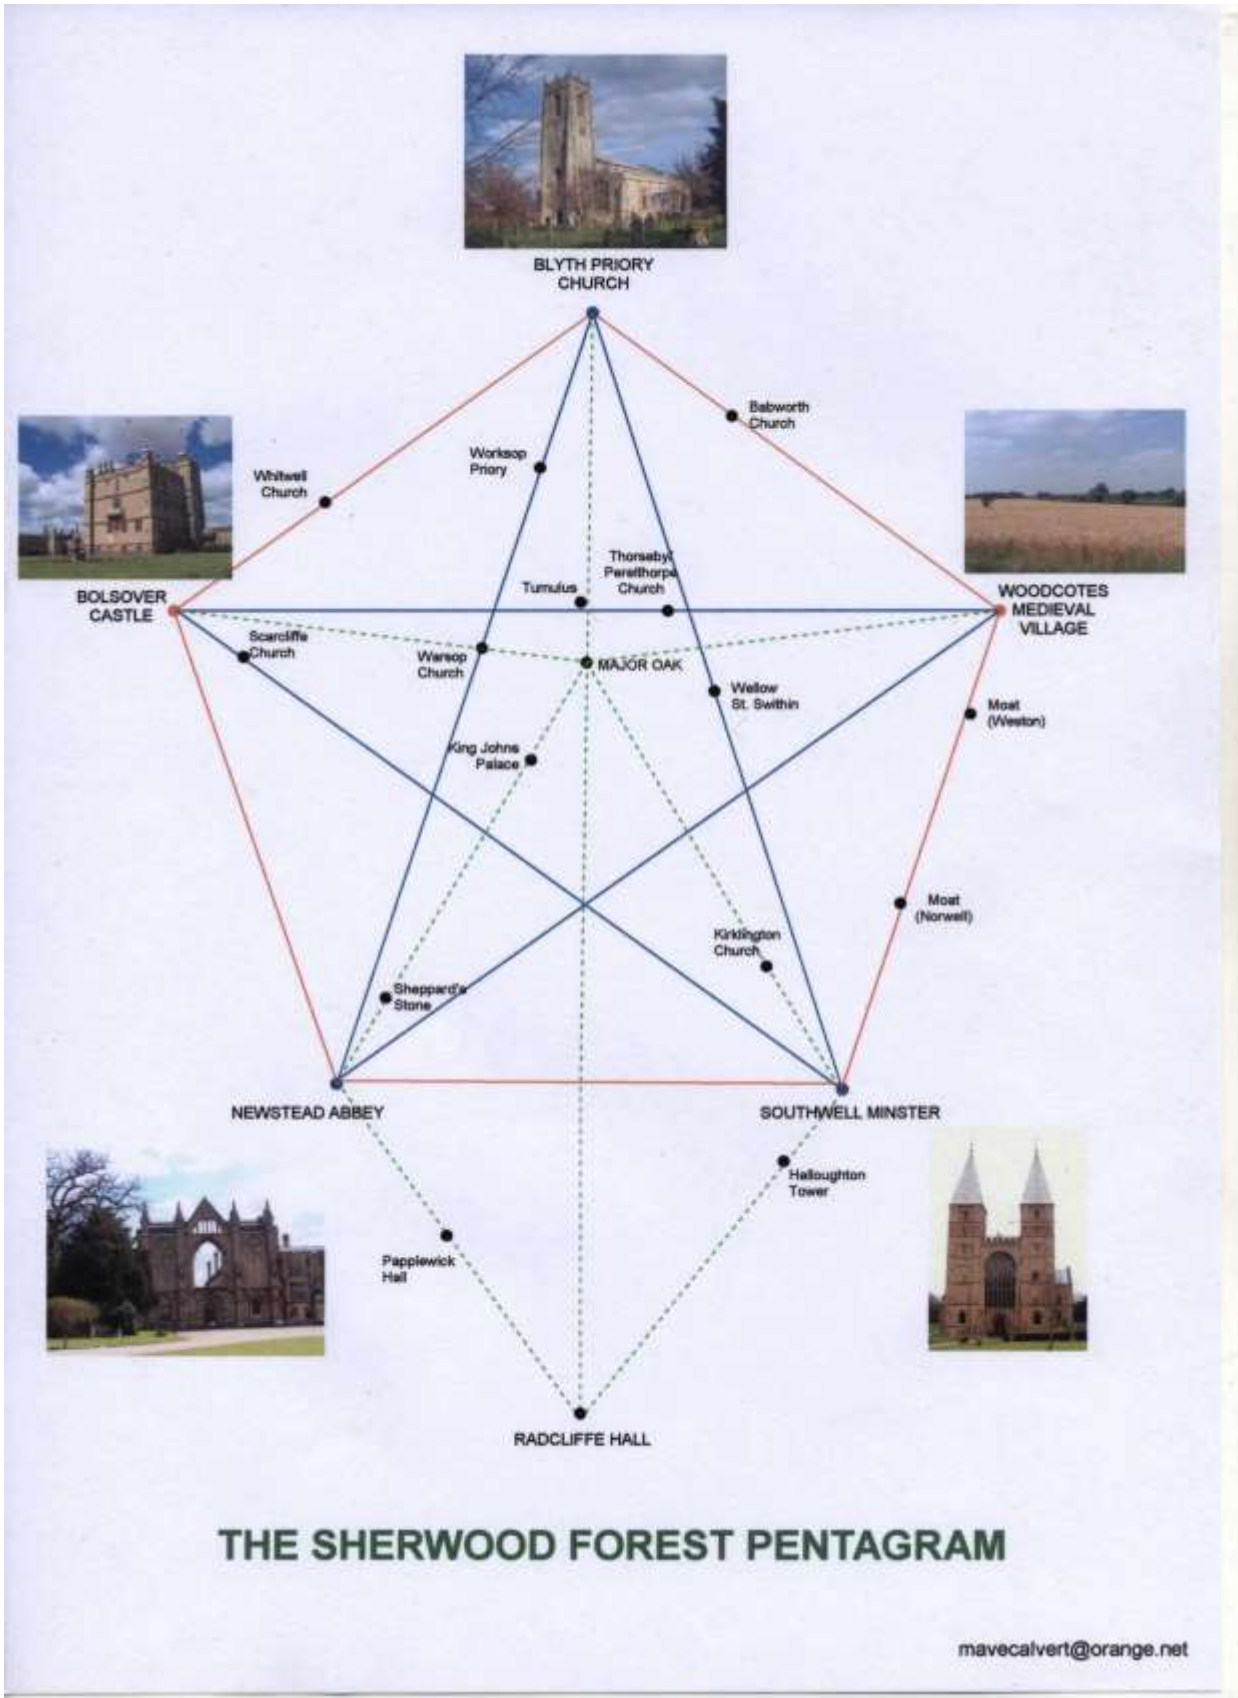 BLYTH PRIORY
CHURCH
Babworth
Church
Worksop
Priory
Whitwell
Church
Thorseby/
Perelthorpe
Church
Tumulus
BOLSOVER
CASTLE
WOODCOTES
MEDIEVAL
VILLAGE
Scarcliffe
Church
Warsop
Church
MAJOR OAK
Wellow
St. Swithin
Moat
(Weston)
King Johns
Palace
Moat
(Norwell)
Kirklington
Church
Sheppard's
Stone
NEWSTEAD ABBEY
SOUTHWELL MINSTER
Halloughton
Tower
Papplewick
Hall
RADCLIFFE HALL
THE SHERWOOD FOREST PENTAGRAM
mavecalvert@orange.net